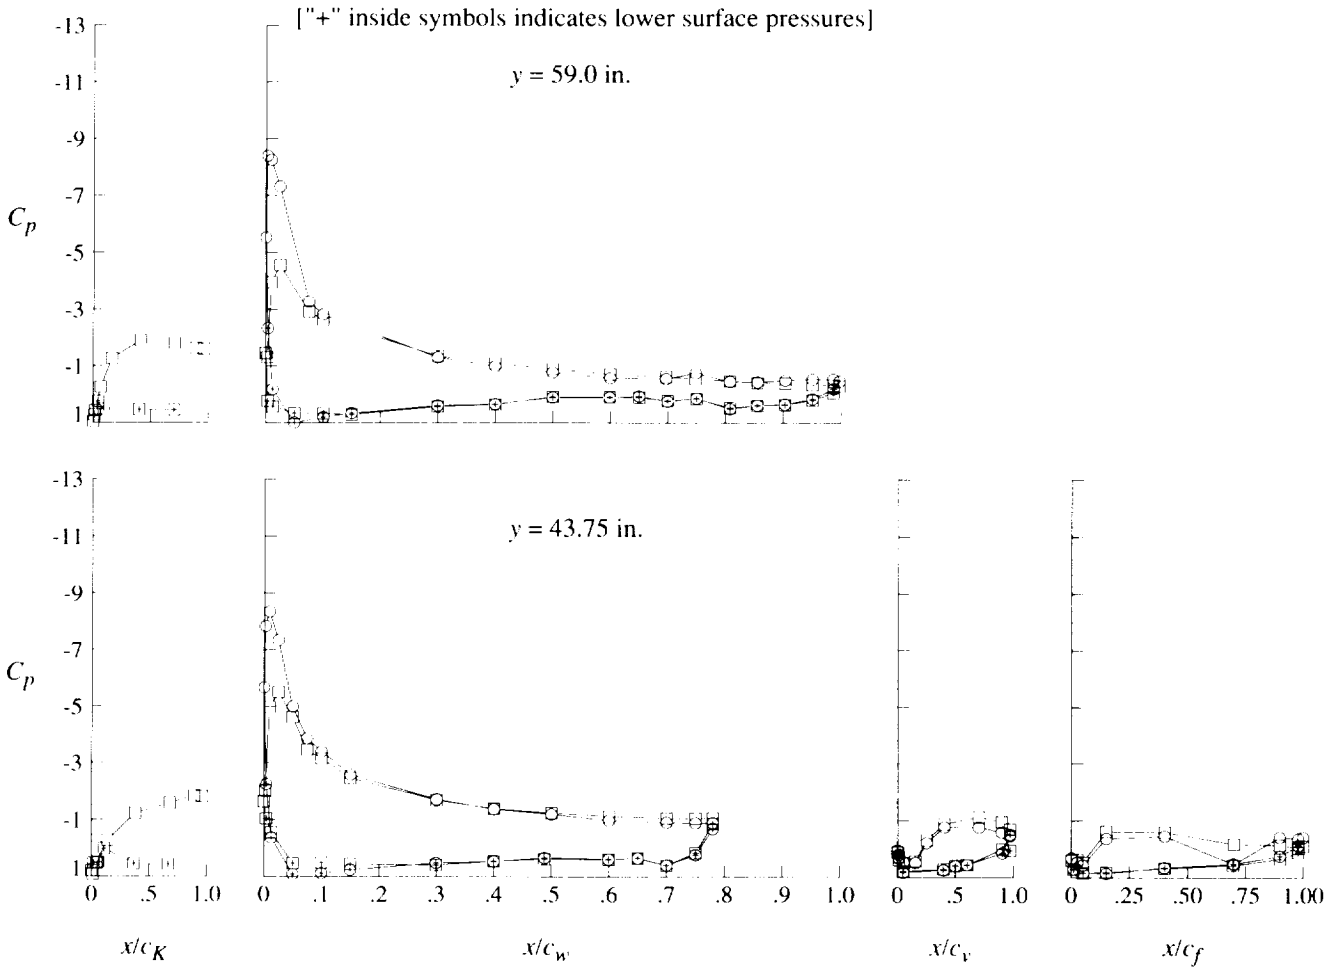 ["+" inside symbols indicates lower surface pressures]
y = 59.0 in.
-13
-11
-9
-7
-5
-3
-1
1
C_p
y = 43.75 in.
-13
-11
-9
-7
-5
-3
-1
1
C_p
0 .5 1.0
0 .1 .2 .3 .4 .5 .6 .7 .8 .9 1.0
0 .5 1.0
0 .25 .50 .75 1.00
x/c_K
x/c_w
x/c_v
x/c_f